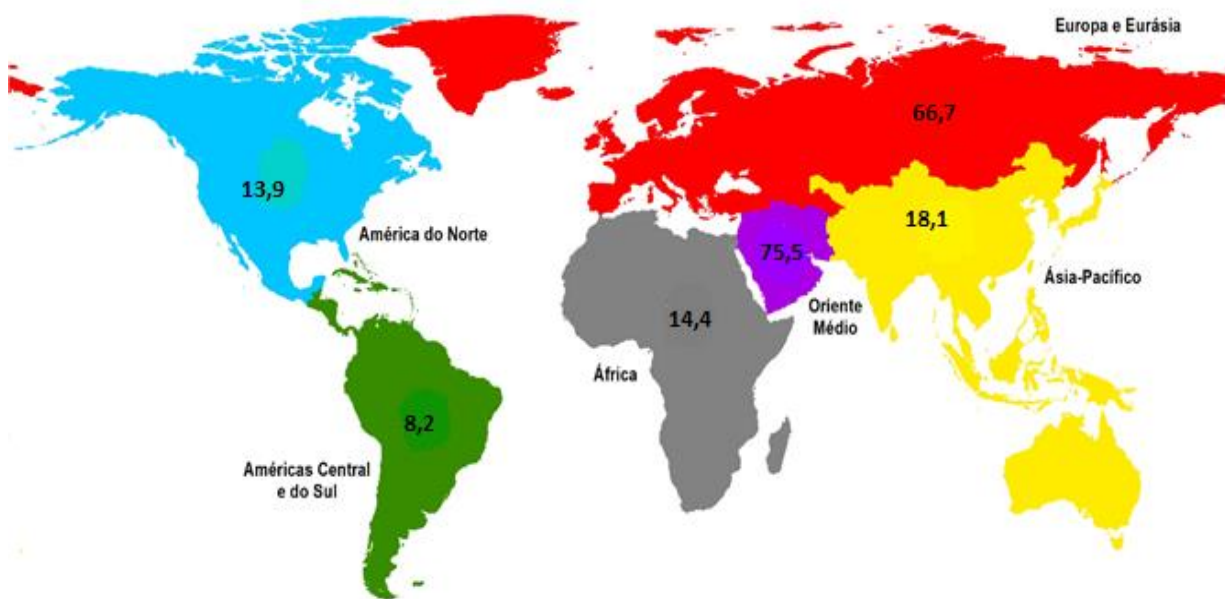 Europa e Eurásia
66,7
13,9
América do Norte
18,1
75,5
Ásia-Pacífico
Oriente
Médio
14,4
África
8,2
Américas Central
e do Sul